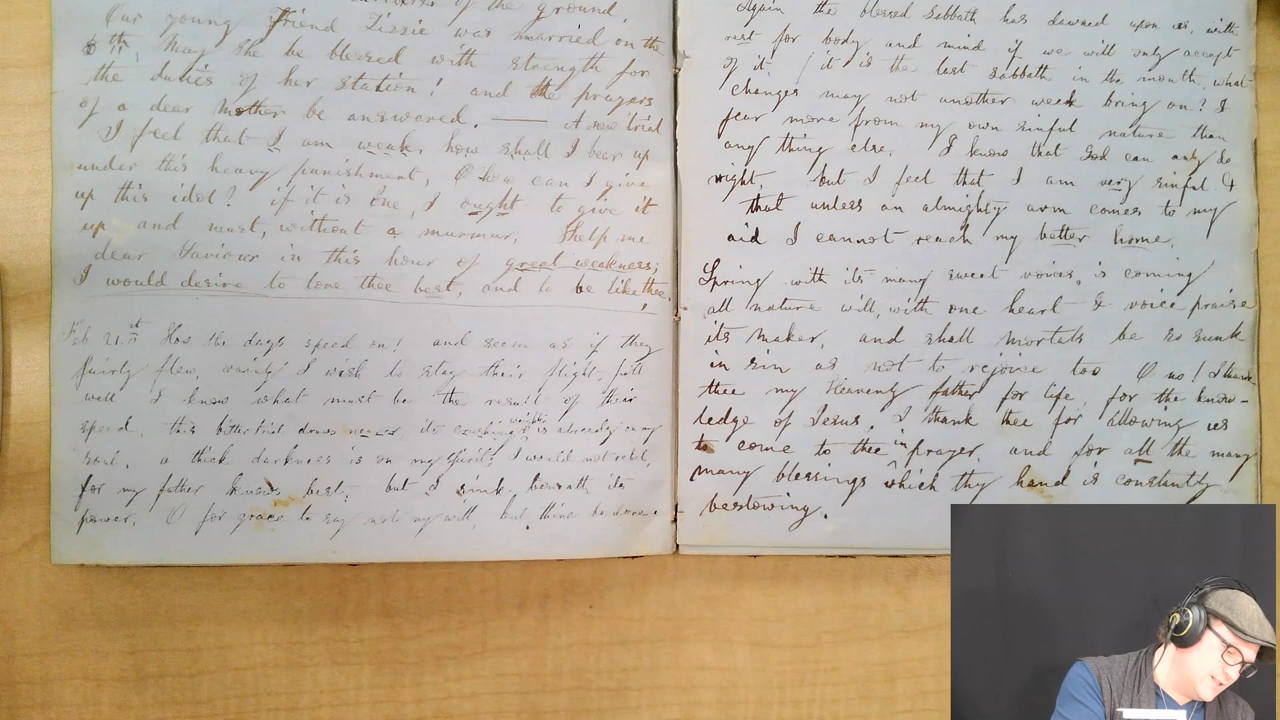 of the ground.
Our young friend Lizzie was married on the
6th. May she be blessed with strength for
the duties of her station! and the prayers
of a dear Mother be answered. — A new trial
I feel that I am weak, how shall I bear up
under this heavy punishment, O how can I give
up this idol? if it is one, I ought to give it
up and must, without a murmur. help me
dear Saviour in this hour of great weakness;
I would desire to love thee best, and to be like thee.
Feb 21st How the days speed on! and seem as if they
fairly flew, vainly I wish to stay their flight, full
well I know what must be the result of their
speed, this bitter trial draws nearer, its crushing weight is already on my
soul, a thick darkness is on my spirit, I would not rebel,
for my father knows best, but I sink beneath its
power, O for grace to say not my will, but thine be done.
Again the blessed Sabbath has dawned upon us, with
rest for body and mind if we will only accept
of it. it is the last Sabbath in the month, what
changes may not another week bring on? I
fear more from my own sinful nature than
any thing else. I know that God can only do
right, but I feel that I am very sinful &
that unless an almighty arm comes to my
aid I cannot reach my better home.
Spring with its many sweet voices is coming
all nature will, with one heart & voice praise
its Maker, and shall mortals be so sunk
in sin as not to rejoice too O no! I thank
thee my Heavenly father for life, for the know-
ledge of Jesus, I thank thee for allowing us
to come to thee in prayer, and for all the many
many blessings which thy hand is constantly
bestowing.